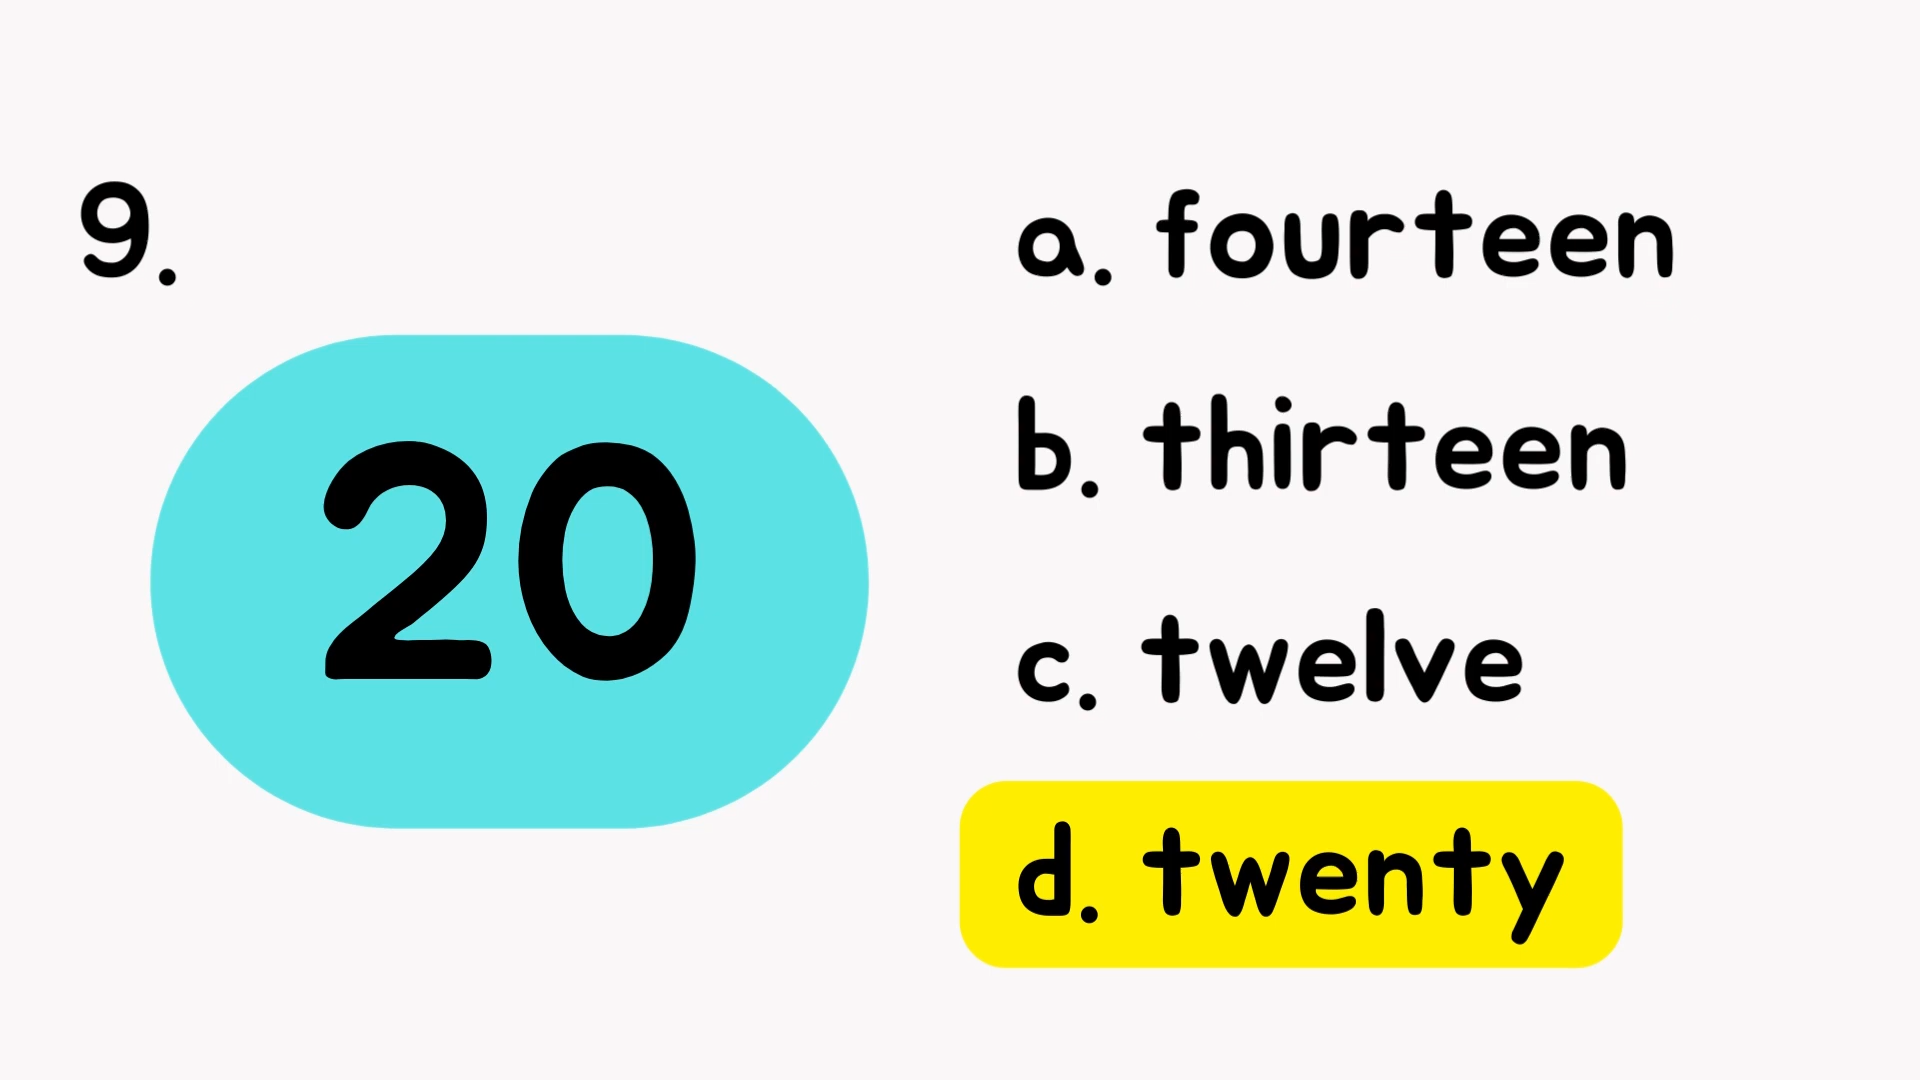 9.
20
a. fourteen
b. thirteen
c. twelve
d. twenty